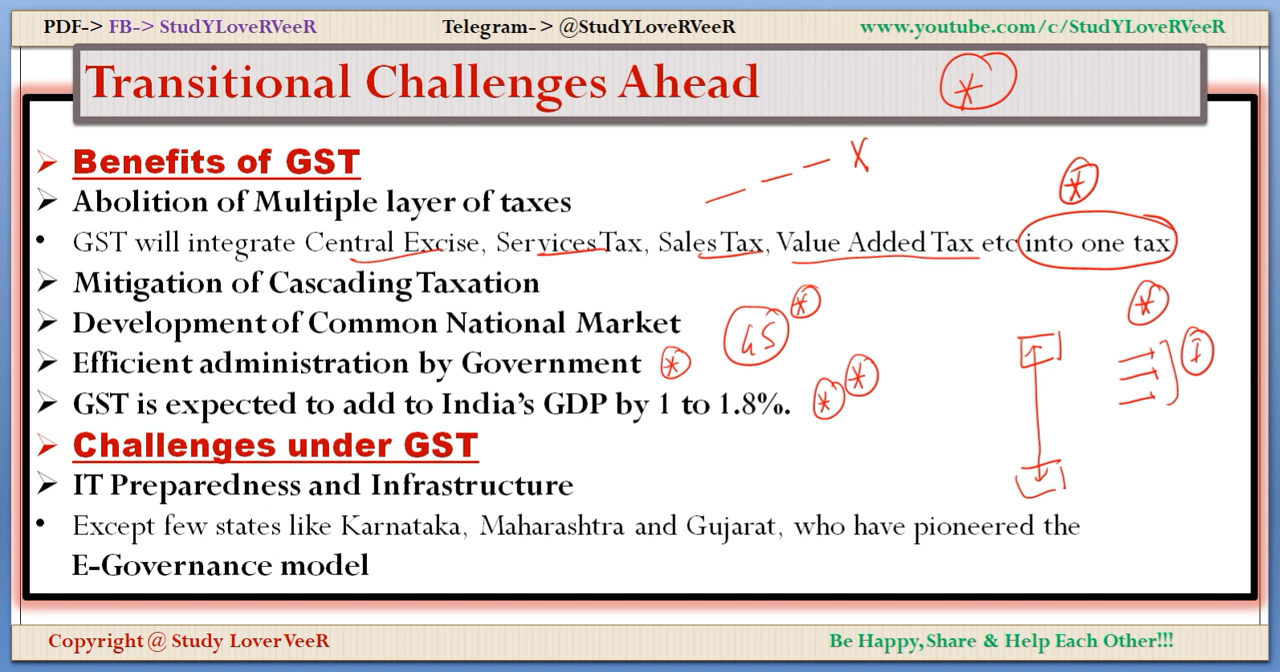 PDF-> FB-> StudYLoveRVeeR Telegram- > @StudYLoveRVeeR www.youtube.com/c/StudYLoveRVeeR
Transitional Challenges Ahead
Benefits of GST
Abolition of Multiple layer of taxes
GST will integrate Central Excise, Services Tax, Sales Tax, Value Added Tax etc into one tax
Mitigation of Cascading Taxation
Development of Common National Market
Efficient administration by Government
GST is expected to add to India's GDP by 1 to 1.8%.
Challenges under GST
IT Preparedness and Infrastructure
Except few states like Karnataka, Maharashtra and Gujarat, who have pioneered the
E-Governance model
Copyright @ Study LoverVeeR Be Happy,Share & Help Each Other!!!